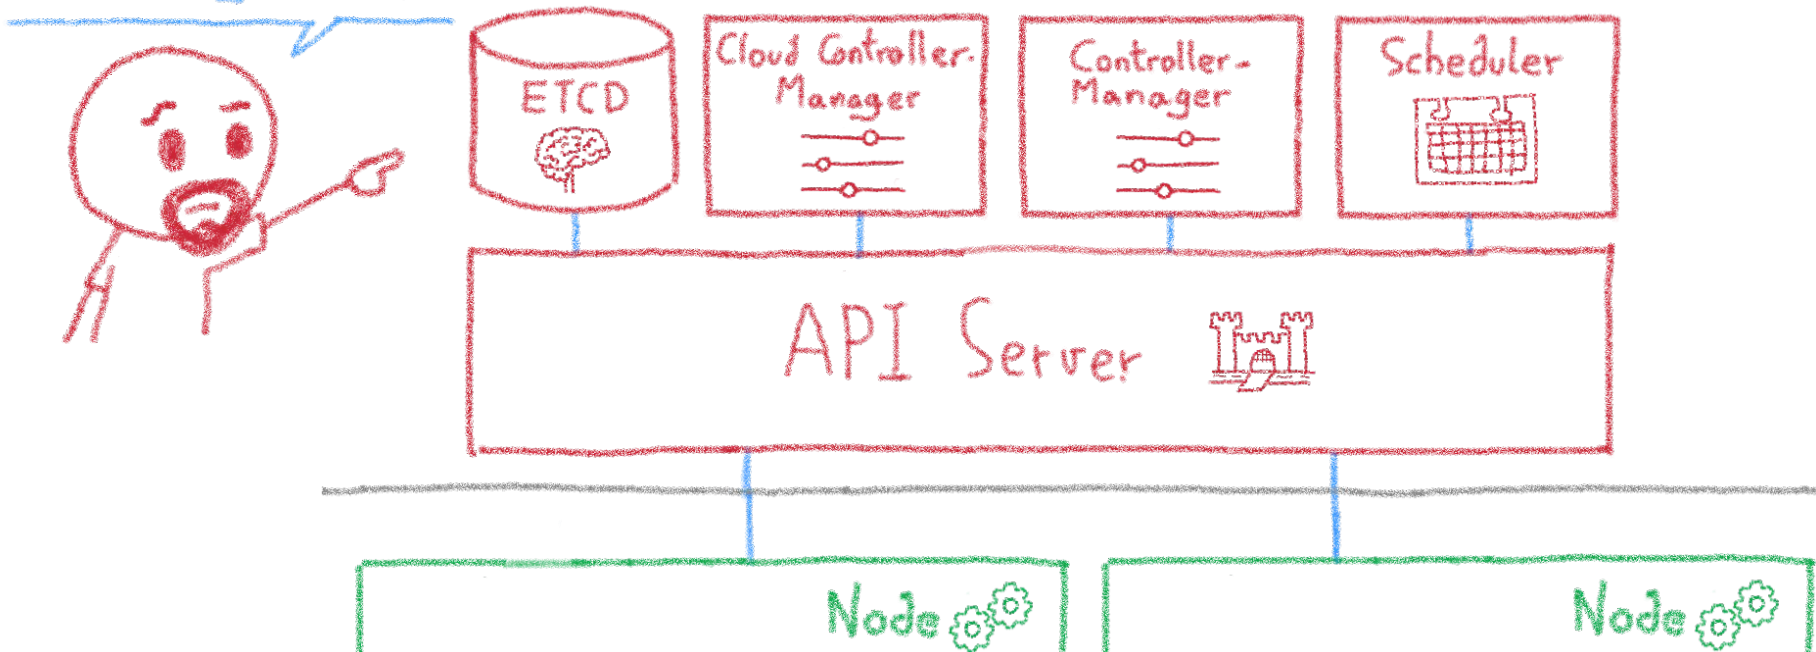 ETCD
Cloud Controller-
Manager
Controller-
Manager
Scheduler
API Server
Node
Node